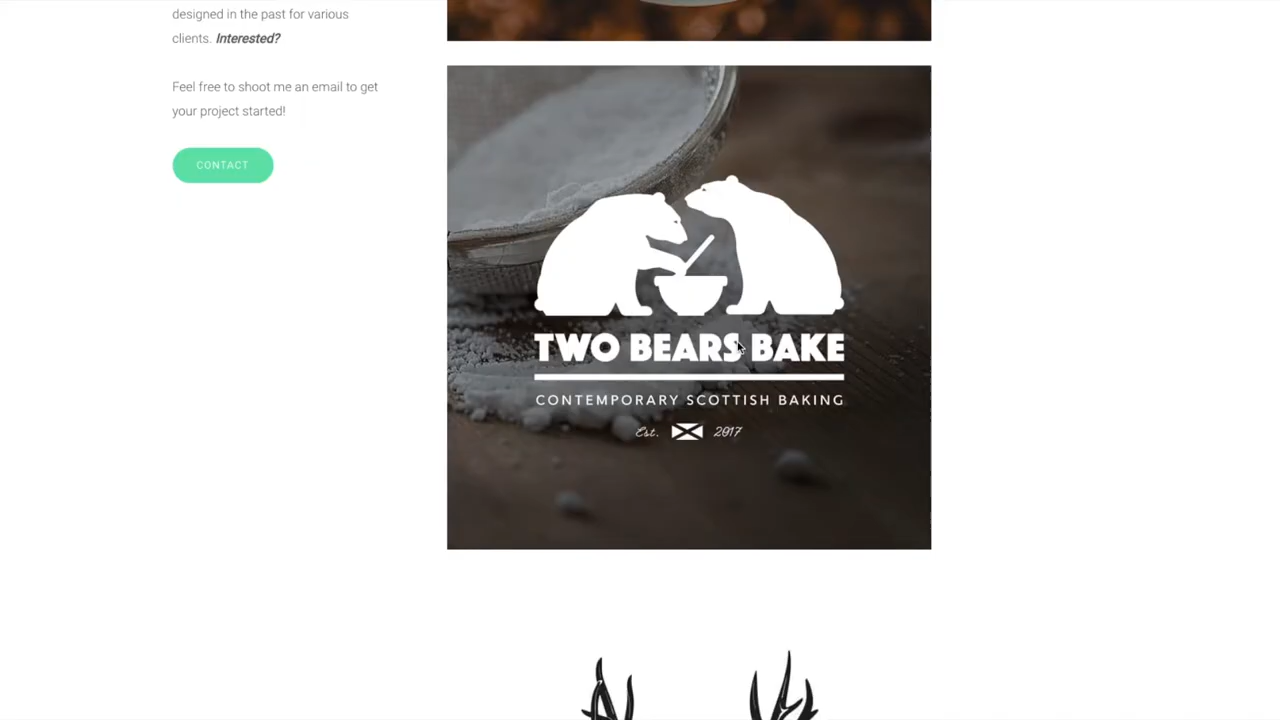 designed in the past for various
clients. Interested?
Feel free to shoot me an email to get
your project started!
CONTACT
TWO BEARS BAKE
CONTEMPORARY SCOTTISH BAKING
Est. 2017